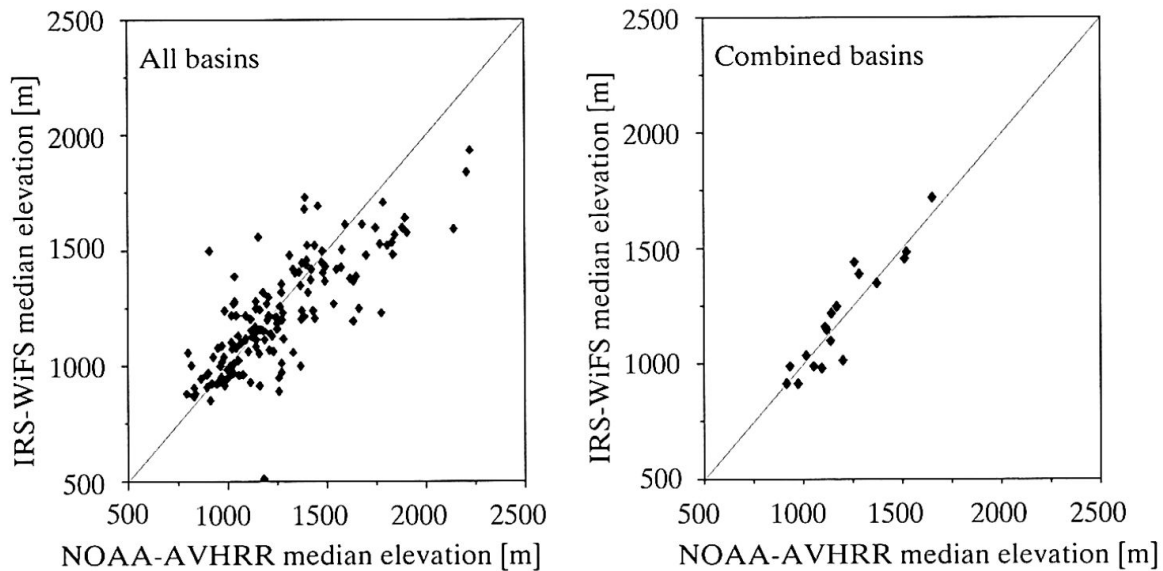 2500
2000
1500
1000
500
IRS-WiFS median elevation [m]
All basins
500 1000 1500 2000 2500
NOAA-AVHRR median elevation [m]
2500
2000
1500
1000
500
IRS-WiFS median elevation [m]
Combined basins
500 1000 1500 2000 2500
NOAA-AVHRR median elevation [m]